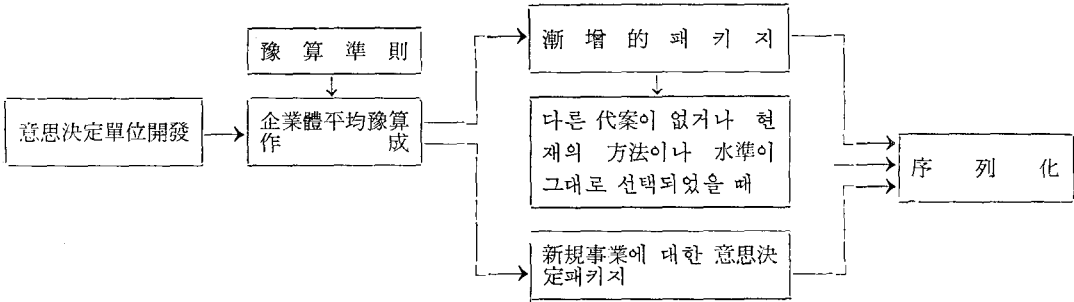 豫算準則
意思決定單位開發
企業體平均豫算
作成
漸增的패키지
다른 代案이 없거나 현
재의 方法이나 水準이
그대로 선택되었을 때
新規事業에 대한 意思決
定패키지
序列化